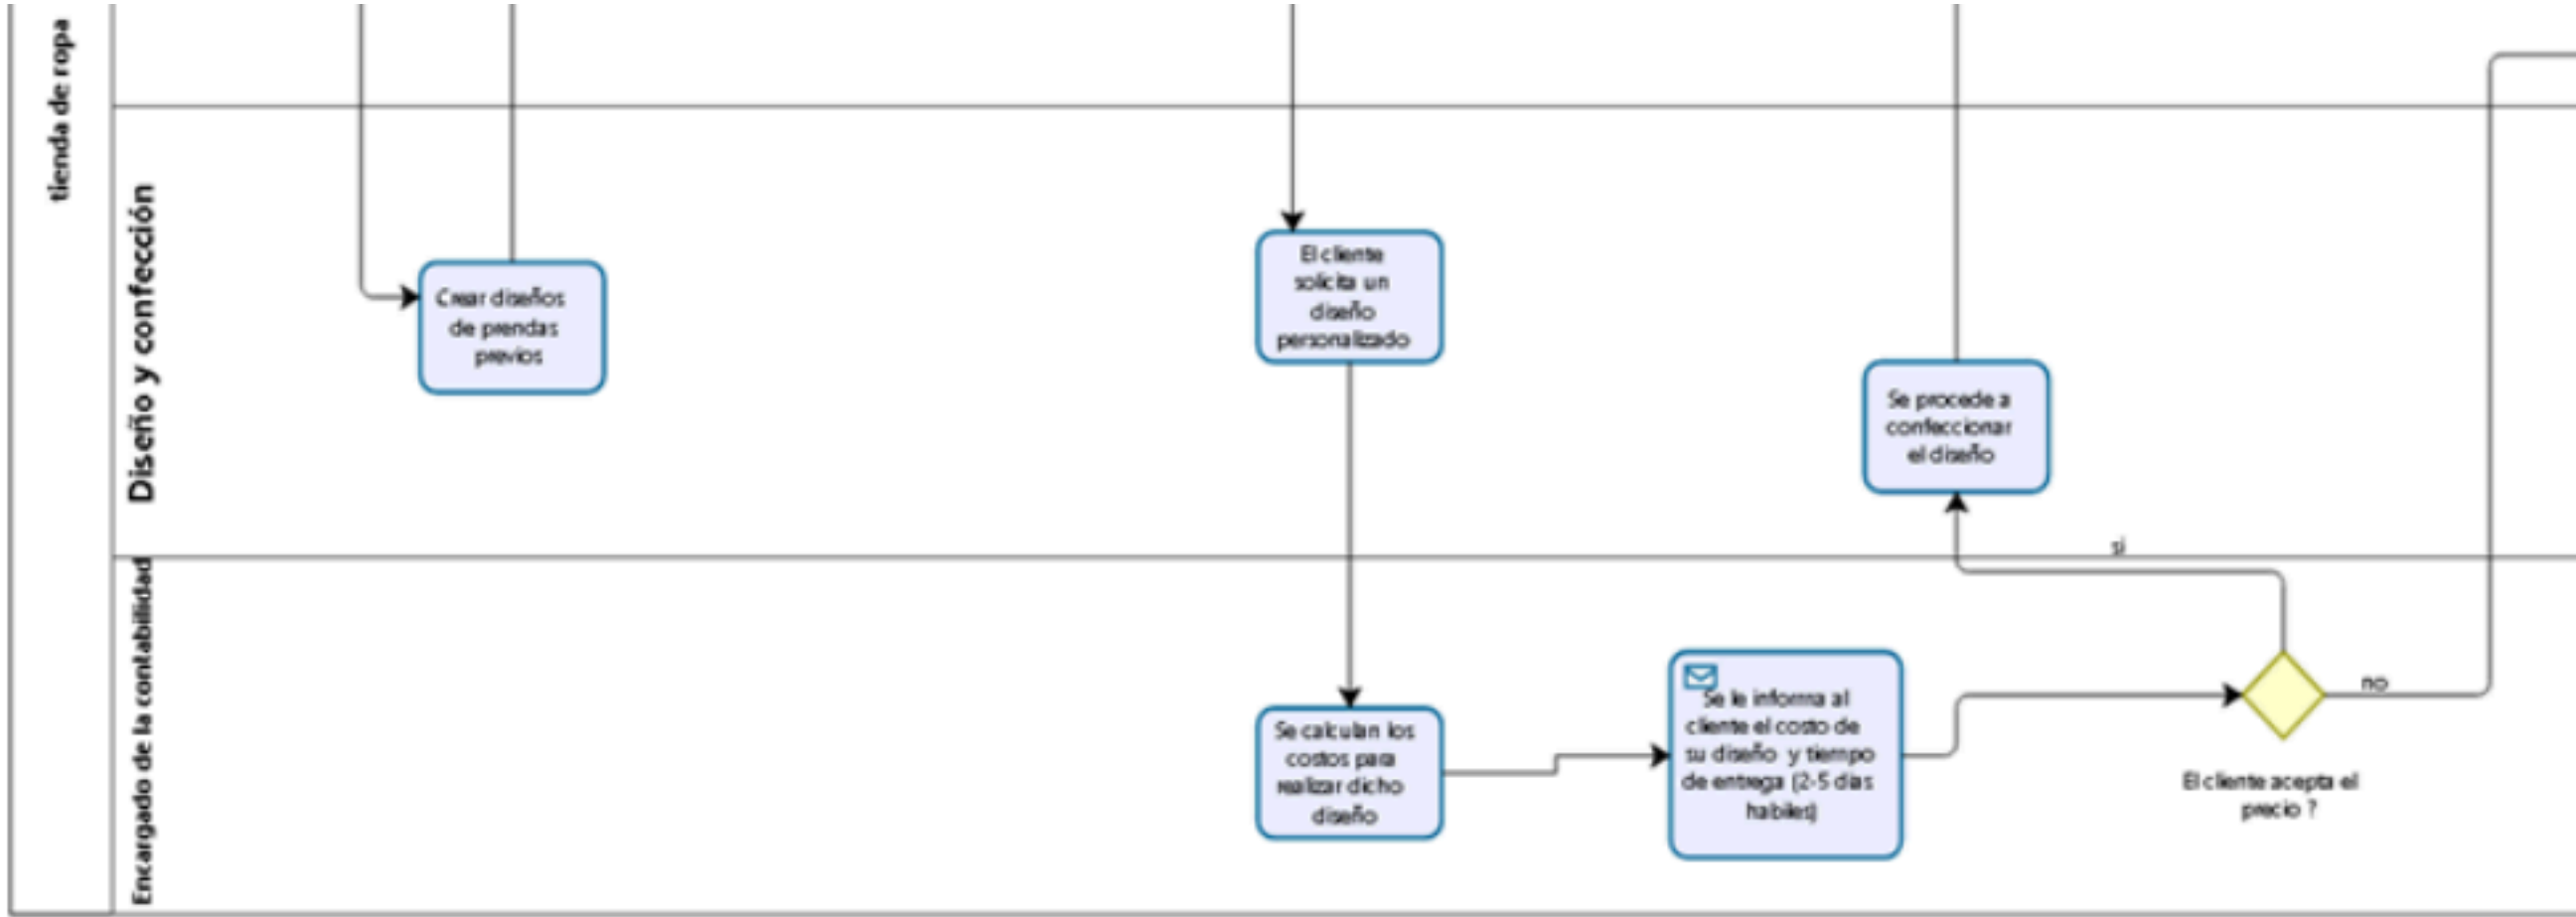 tienda de ropa
Diseño y confección
Crear diseños
de prendas
previos
El cliente
solicita un
diseño
personalizado
Se procede a
confeccionar
el diseño
si
Encargado de la contabilidad
Se calculan los
costos para
realizar dicho
diseño
Se le informa al
cliente el costo de
su diseño y tiempo
de entrega (2-5 dias
habiles)
no
El cliente acepta el
precio ?